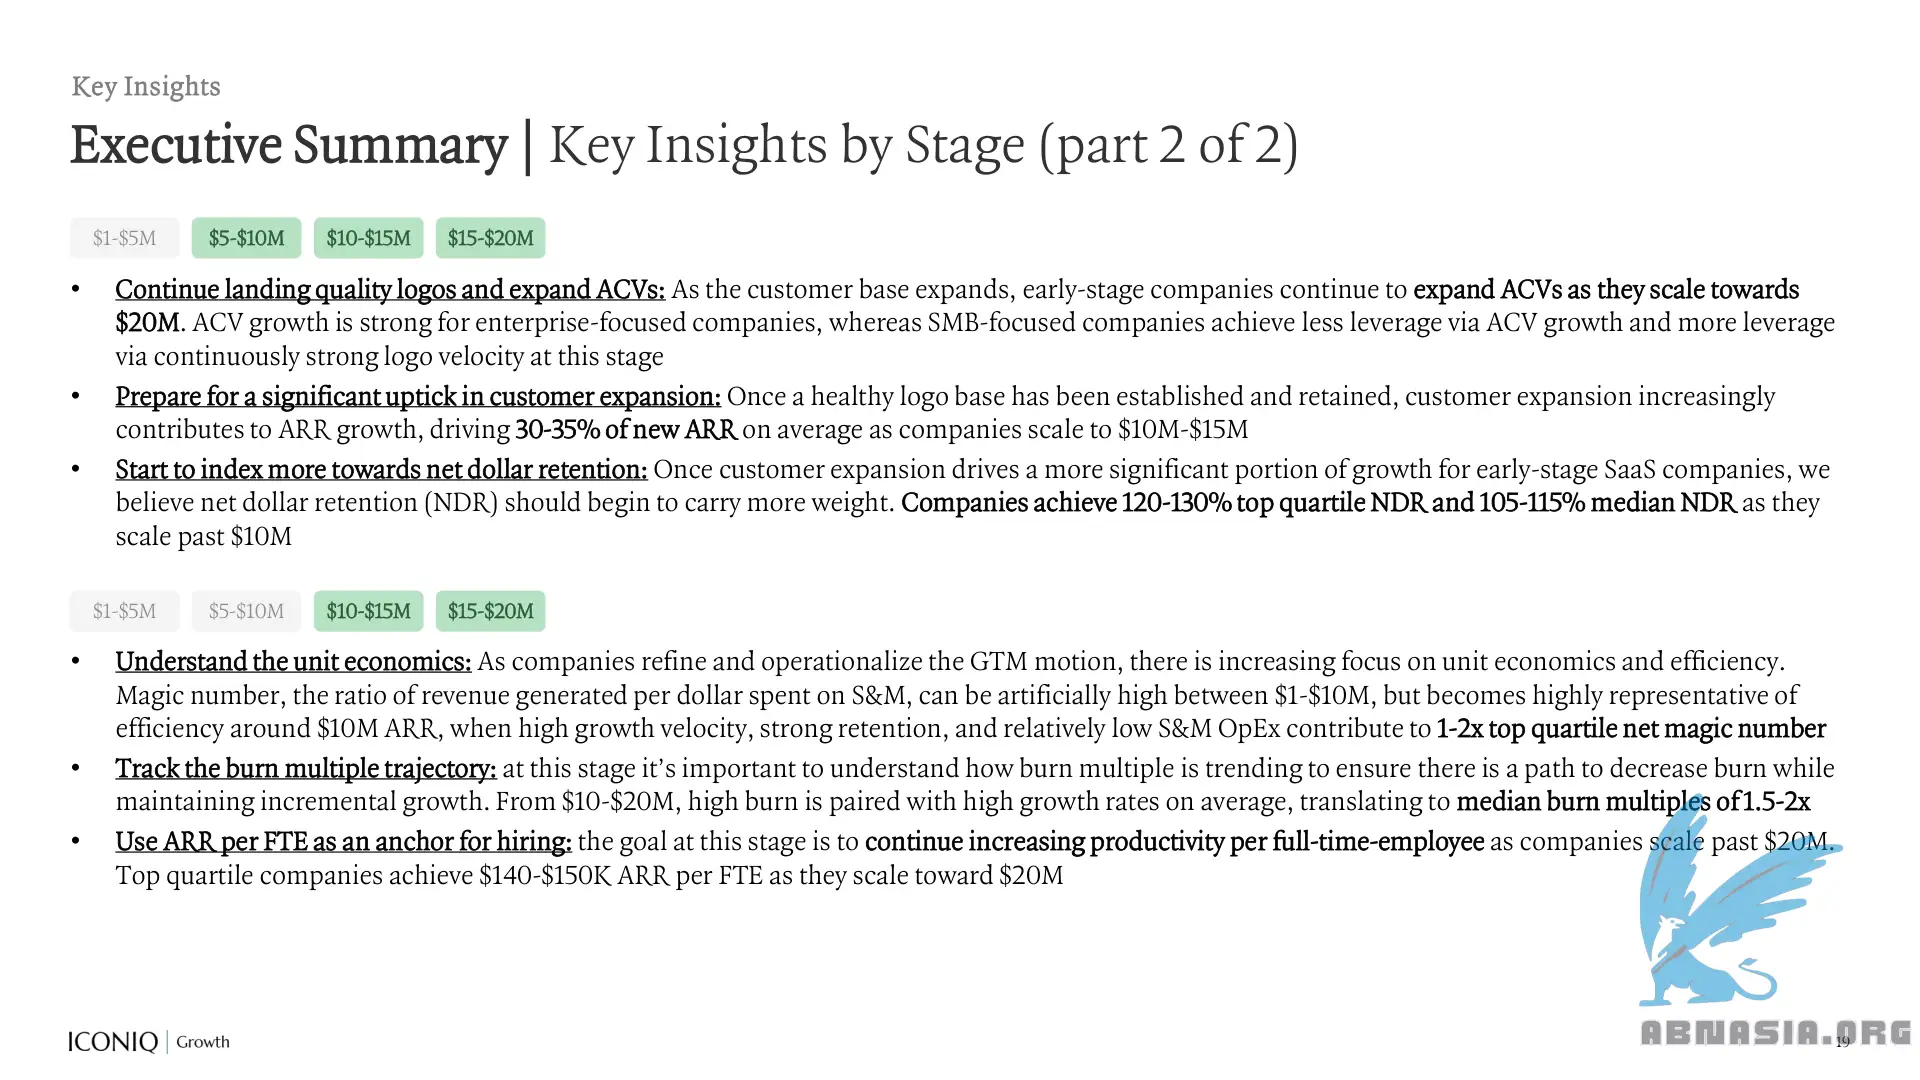 Key Insights
Executive Summary | Key Insights by Stage (part 2 of 2)
$1-$5M $5-$10M $10-$15M $15-$20M
• Continue landing quality logos and expand ACVs: As the customer base expands, early-stage companies continue to expand ACVs as they scale towards
$20M. ACV growth is strong for enterprise-focused companies, whereas SMB-focused companies achieve less leverage via ACV growth and more leverage
via continuously strong logo velocity at this stage
• Prepare for a significant uptick in customer expansion: Once a healthy logo base has been established and retained, customer expansion increasingly
contributes to ARR growth, driving 30-35% of new ARR on average as companies scale to $10M-$15M
• Start to index more towards net dollar retention: Once customer expansion drives a more significant portion of growth for early-stage SaaS companies, we
believe net dollar retention (NDR) should begin to carry more weight. Companies achieve 120-130% top quartile NDR and 105-115% median NDR as they
scale past $10M
$1-$5M $5-$10M $10-$15M $15-$20M
• Understand the unit economics: As companies refine and operationalize the GTM motion, there is increasing focus on unit economics and efficiency.
Magic number, the ratio of revenue generated per dollar spent on S&M, can be artificially high between $1-$10M, but becomes highly representative of
efficiency around $10M ARR, when high growth velocity, strong retention, and relatively low S&M OpEx contribute to 1-2x top quartile net magic number
• Track the burn multiple trajectory: at this stage it’s important to understand how burn multiple is trending to ensure there is a path to decrease burn while
maintaining incremental growth. From $10-$20M, high burn is paired with high growth rates on average, translating to median burn multiples of 1.5-2x
• Use ARR per FTE as an anchor for hiring: the goal at this stage is to continue increasing productivity per full-time-employee as companies scale past $20M.
Top quartile companies achieve $140-$150K ARR per FTE as they scale toward $20M
ICONIQ | Growth
ABNASIA.ORG
19